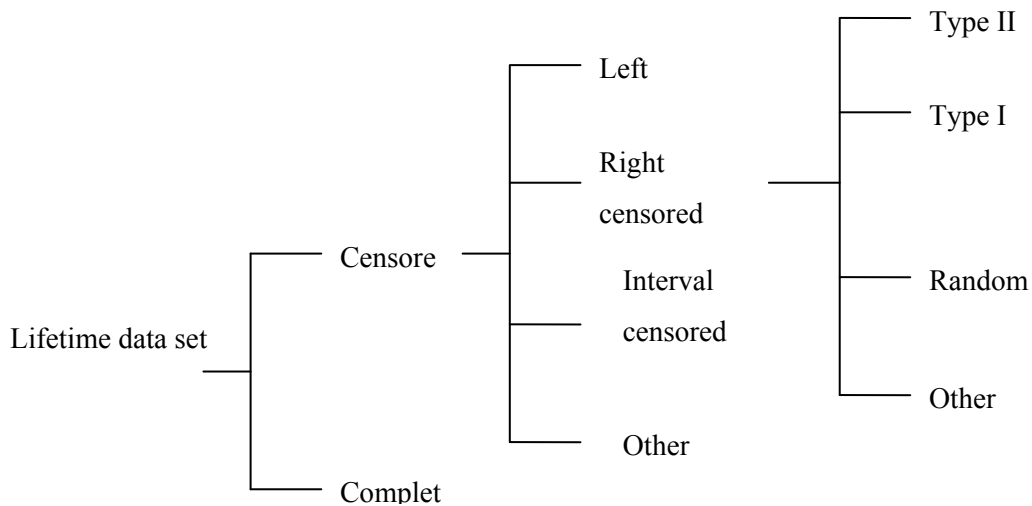 Type II
Left
Type I
Right
censored
Censore
Interval
censored
Random
Lifetime data set
Other
Other
Complet